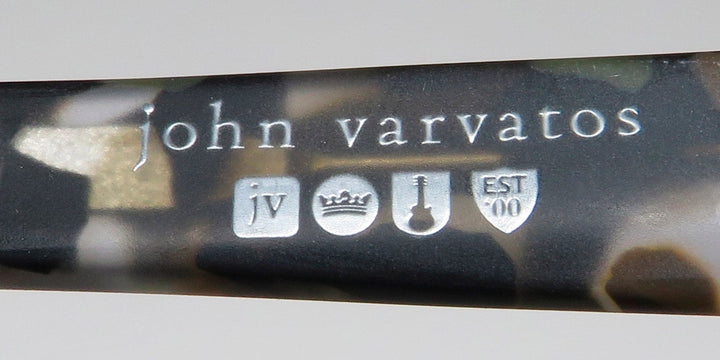 john varvatos
jv EST
'00